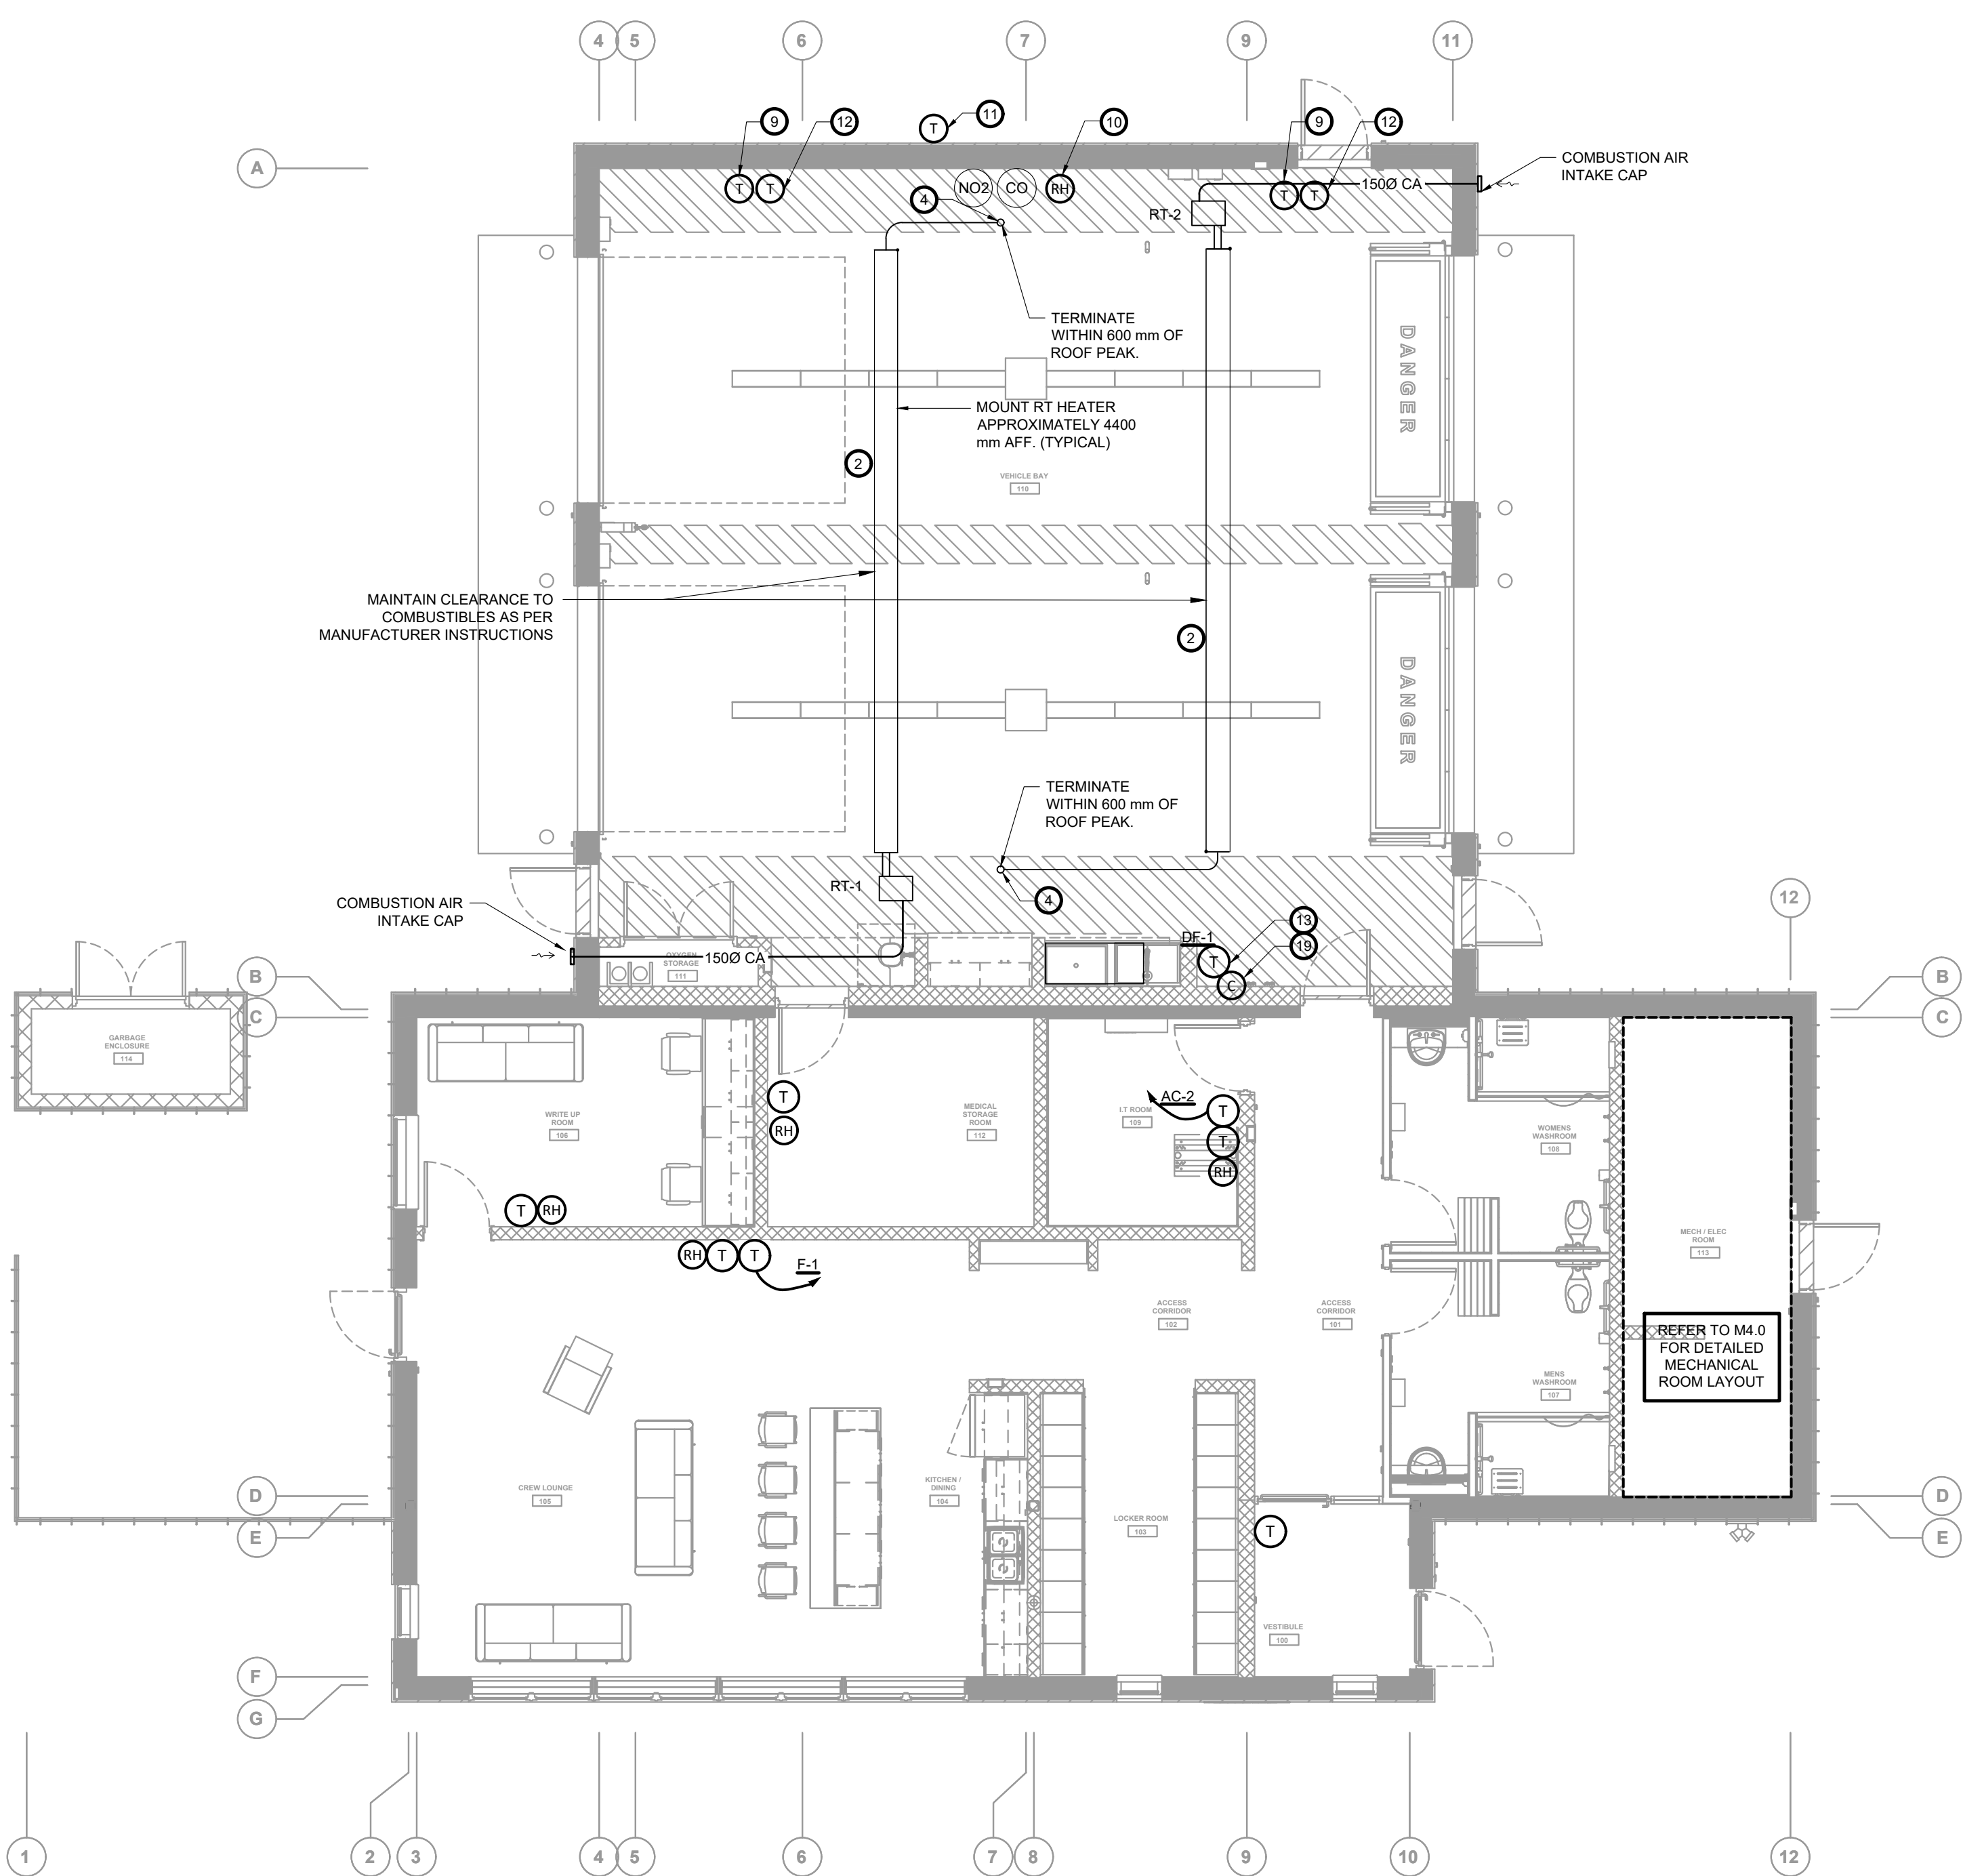 4 5 6 7 9 11
9 12 T 11 10 9 12
A
COMBUSTION AIR
INTAKE CAP
T T NO2 CO RH T T 150Ø CA
4
RT-2
TERMINATE
WITHIN 600 mm OF
ROOF PEAK.
DANGER
MOUNT RT HEATER
APPROXIMATELY 4400
mm AFF. (TYPICAL)
2
VEHICLE BAY
110
MAINTAIN CLEARANCE TO
COMBUSTIBLES AS PER
MANUFACTURER INSTRUCTIONS
2
DANGER
TERMINATE
WITHIN 600 mm OF
ROOF PEAK.
RT-1
4
COMBUSTION AIR
INTAKE CAP
12
13
DF-1
19
T
C
OXYGEN
STORAGE
111
150Ø CA
B B
C C
GARBAGE
ENCLOSURE
114
WRITE UP
ROOM
106
T
RH
MEDICAL
STORAGE
ROOM
112
I.T ROOM
109
AC-2
T
T
RH
WOMENS
WASHROOM
108
T RH
RH T T
F-1
MECH / ELEC
ROOM
113
ACCESS
CORRIDOR
102
ACCESS
CORRIDOR
101
REFER TO M4.0
FOR DETAILED
MECHANICAL
ROOM LAYOUT
MENS
WASHROOM
107
CREW LOUNGE
105
KITCHEN /
DINING
104
LOCKER ROOM
103
T
D D
E E
VESTIBULE
100
F
G
1 2 3 4 5 6 7 8 9 10 12